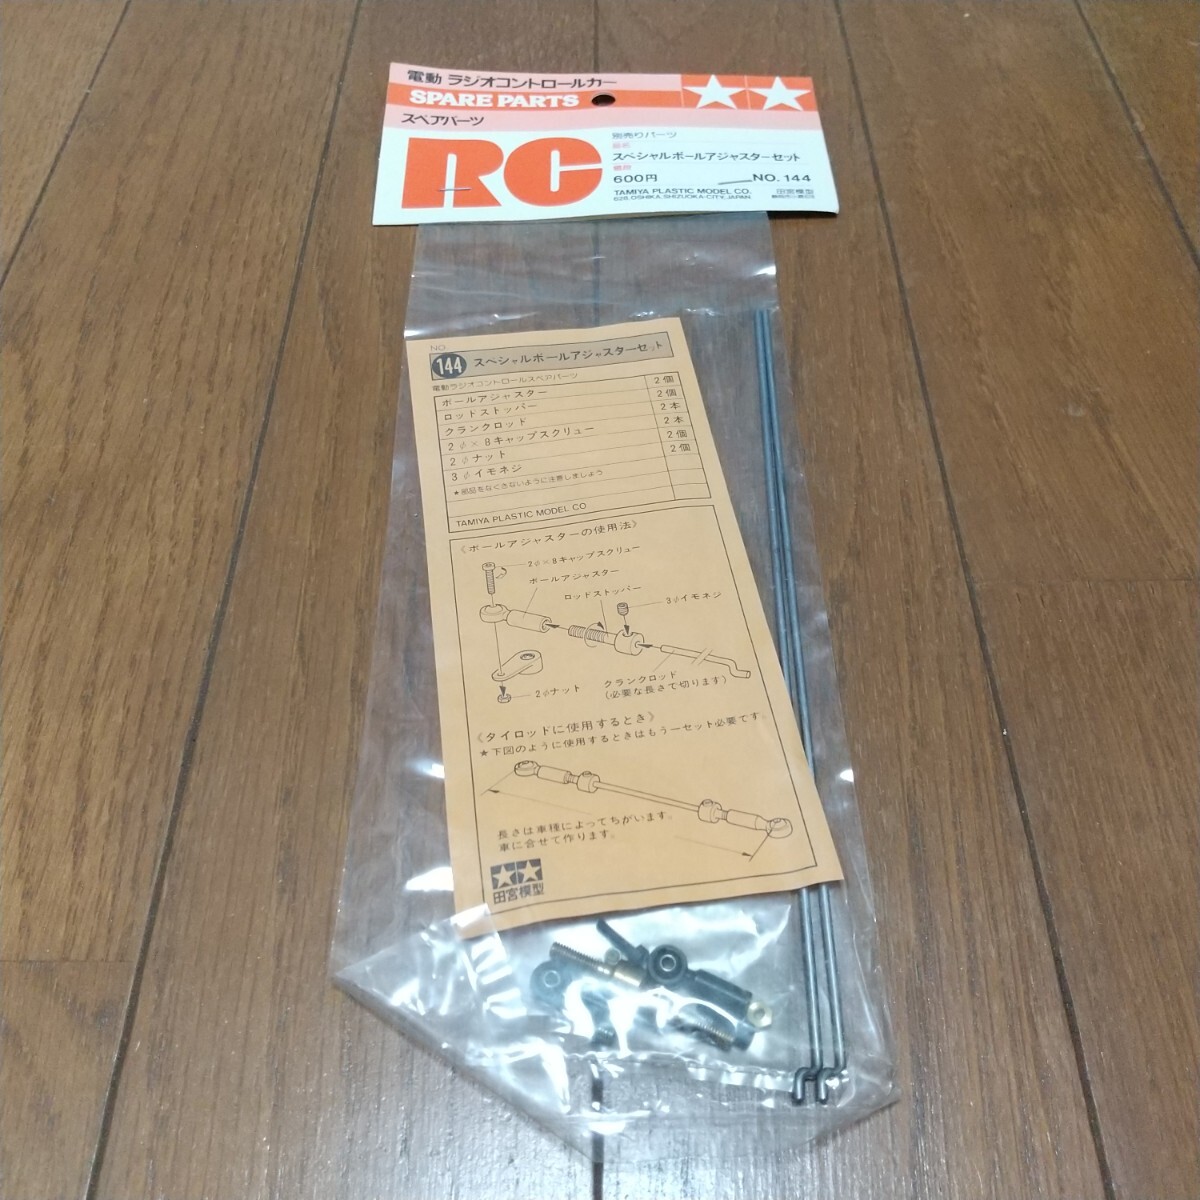 電動 ラジオコントロールカー
SPARE PARTS
スペアパーツ
RC
別売りパーツ
品名
スペシャルボールアジャスターセット
価格
600円
NO. 144
TAMIYA PLASTIC MODEL CO.
628, OSHIKA, SHIZUOKA-CITY, JAPAN
田宮模型
NO.
144 スペシャルボールアジャスターセット
電動ラジオコントロールスペアパーツ
ボールアジャスター 2個
ロッドストッパー 2個
クランクロッド 2本
2φ×8キャップスクリュー 2本
2φナット 2個
3φイモネジ 2個
★部品をなくさないように注意しましょう
TAMIYA PLASTIC MODEL CO
《ボールアジャスターの使用法》
2φ×8キャップスクリュー
ボールアジャスター
ロッドストッパー
3φイモネジ
クランクロッド
(必要な長さで切ります)
2φナット
《タイロッドに使用するとき》
★下図のように使用するときはもう一セット必要です。
長さは車種によってちがいます。
車に合せて作ります。
田宮模型